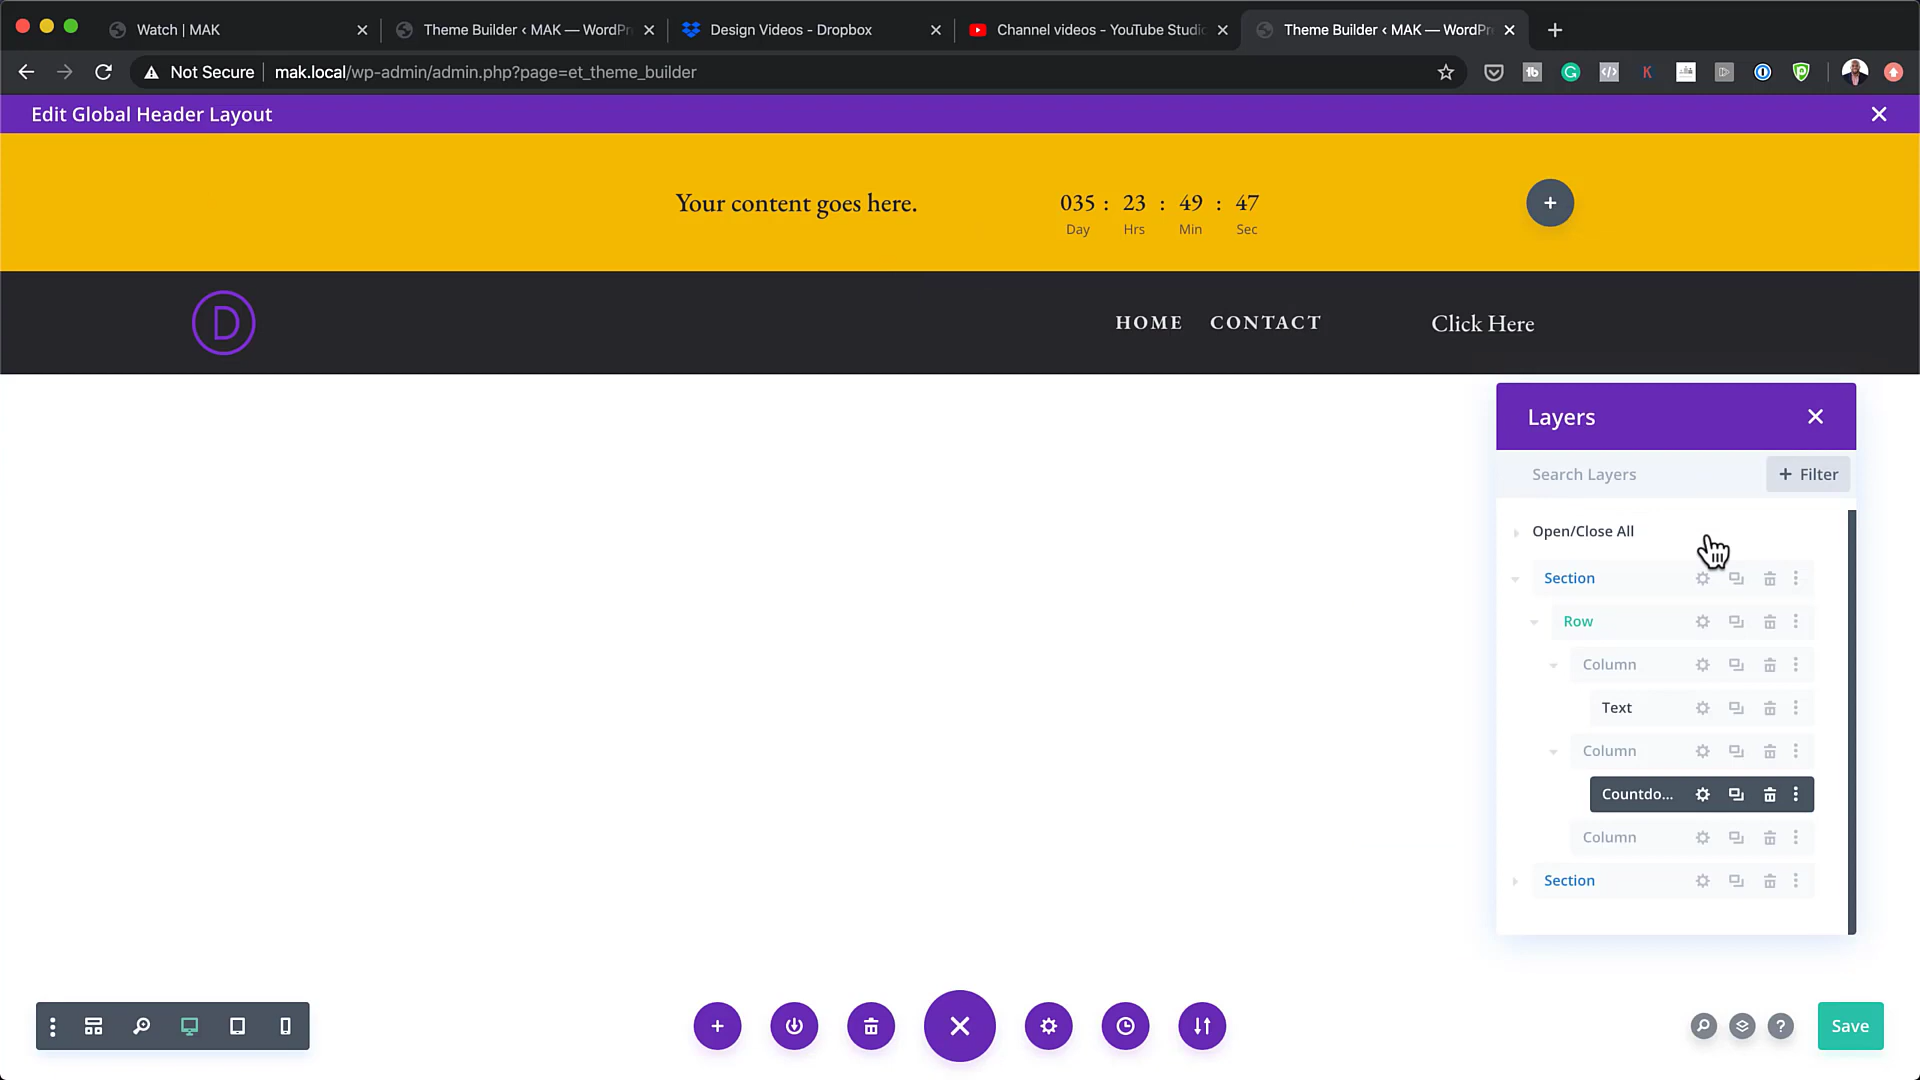 Watch | MAK
Theme Builder ‹ MAK — WordPr
Design Videos - Dropbox
Channel videos - YouTube Studio
Theme Builder ‹ MAK — WordPr
Not Secure
mak.local/wp-admin/admin.php?page=et_theme_builder
Edit Global Header Layout
Your content goes here.
035 : 23 : 49 : 47
Day Hrs Min Sec
D
HOME CONTACT
Click Here
Layers
Search Layers
+ Filter
Open/Close All
Section
Row
Column
Text
Column
Countdo...
Column
Section
Save